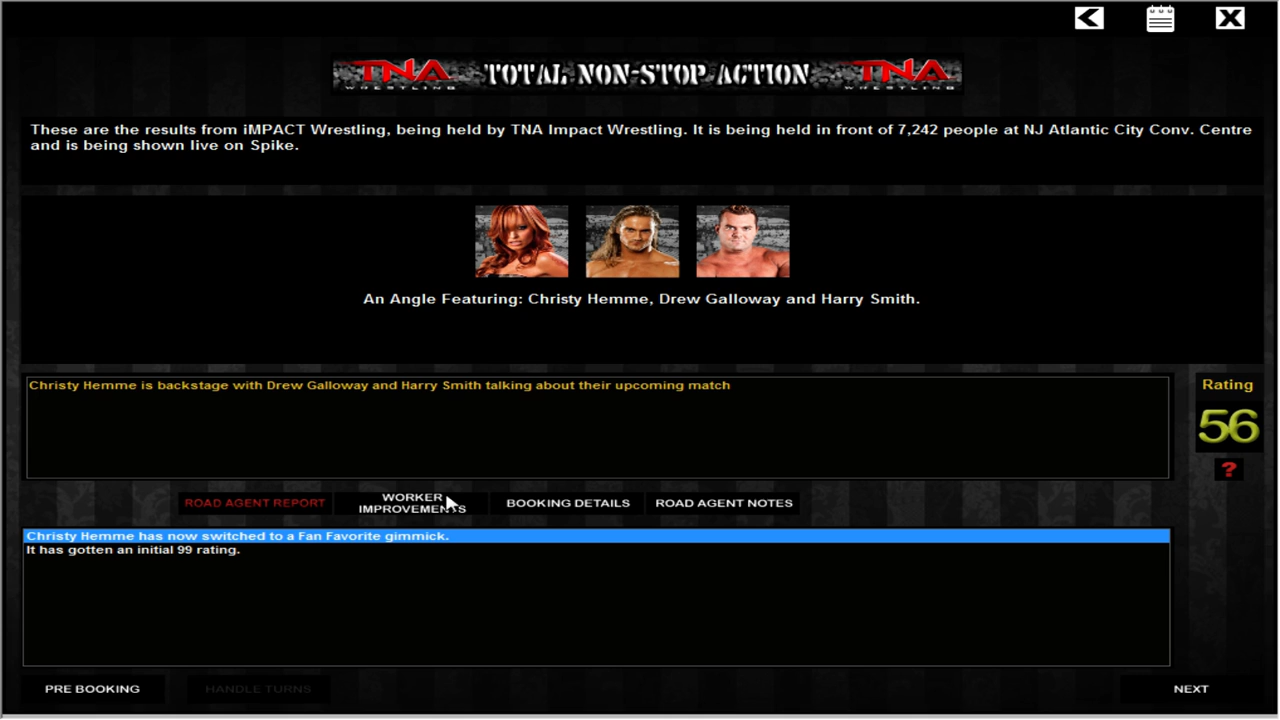 TNA WRESTLING TOTAL NON-STOP ACTION TNA WRESTLING
These are the results from iMPACT Wrestling, being held by TNA Impact Wrestling. It is being held in front of 7,242 people at NJ Atlantic City Conv. Centre
and is being shown live on Spike.
An Angle Featuring: Christy Hemme, Drew Galloway and Harry Smith.
Christy Hemme is backstage with Drew Galloway and Harry Smith talking about their upcoming match
Rating
56
?
ROAD AGENT REPORT
WORKER
IMPROVEMENTS
BOOKING DETAILS
ROAD AGENT NOTES
Christy Hemme has now switched to a Fan Favorite gimmick.
It has gotten an initial 99 rating.
PRE BOOKING
HANDLE TURNS
NEXT